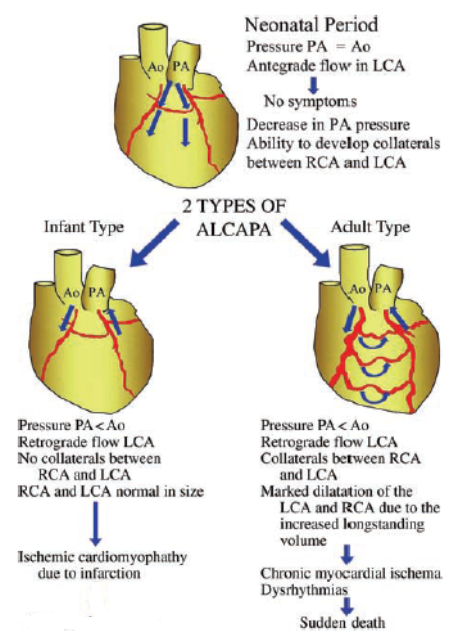 Neonatal Period
Pressure PA = Ao
Antegrade flow in LCA
No symptoms
Decrease in PA pressure
Ability to develop collaterals
between RCA and LCA
Ao PA
2 TYPES OF
ALCAPA
Infant Type
Ao PA
Pressure PA < Ao
Retrograde flow LCA
No collaterals between
RCA and LCA
RCA and LCA normal in size
Ischemic cardiomyophathy
due to infarction
Adult Type
Ao PA
Pressure PA < Ao
Retrograde flow LCA
Collaterals between RCA
and LCA
Marked dilatation of the
LCA and RCA due to the
increased longstanding
volume
Chronic myocardial ischema
Dysrhythmias
Sudden death